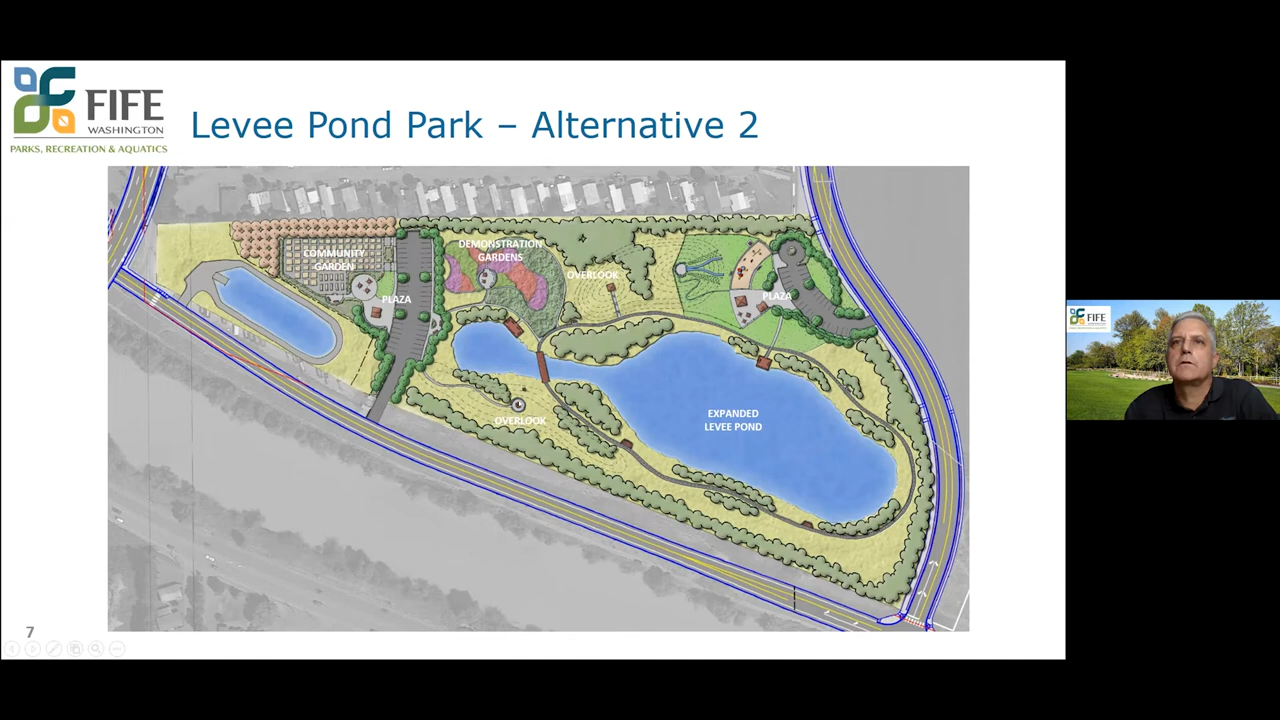 FIFE
WASHINGTON
PARKS, RECREATION & AQUATICS
Levee Pond Park – Alternative 2
DEMONSTRATION
GARDENS
COMMUNITY
GARDEN
OVERLOOK
PLAZA
PLAZA
EXPANDED
LEVEE POND
OVERLOOK
7
FIFE